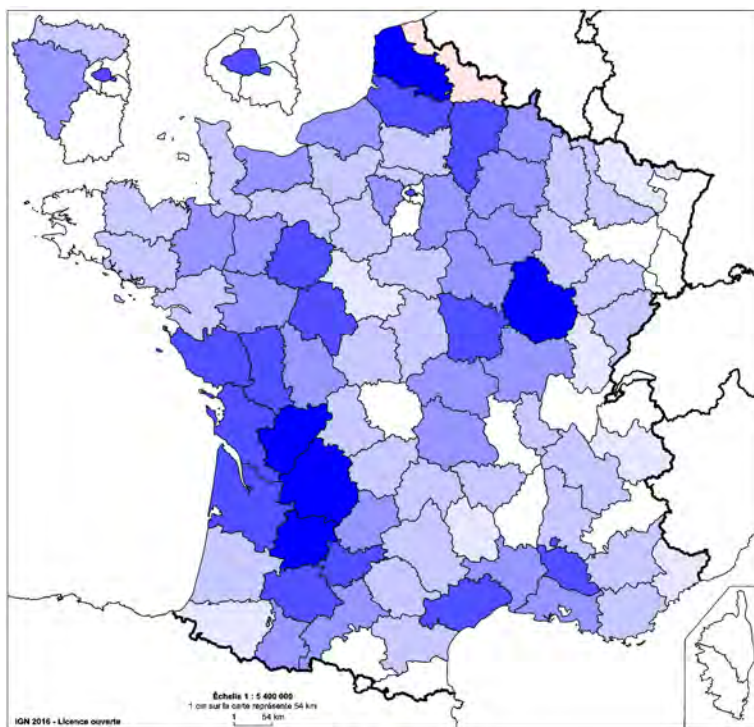 Échelle 1 : 5 400 000
1 cm sur la carte représente 54 km
1 54 km
IGN 2016 - Licence ouverte